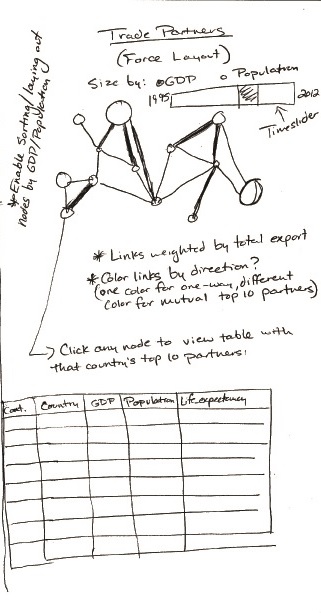 Trade Partners
(Force Layout)
Size by: GDP Population
1995
2012
Timeslider
* Enable Sorting/laying out
nodes by GDP/Population
* Links weighted by total export
* Color links by direction?
(one color for one-way, different
color for mutual top 10 partners)
Click any node to view table with
that country's top 10 partners:
Cont. Country GDP Population Life expectancy